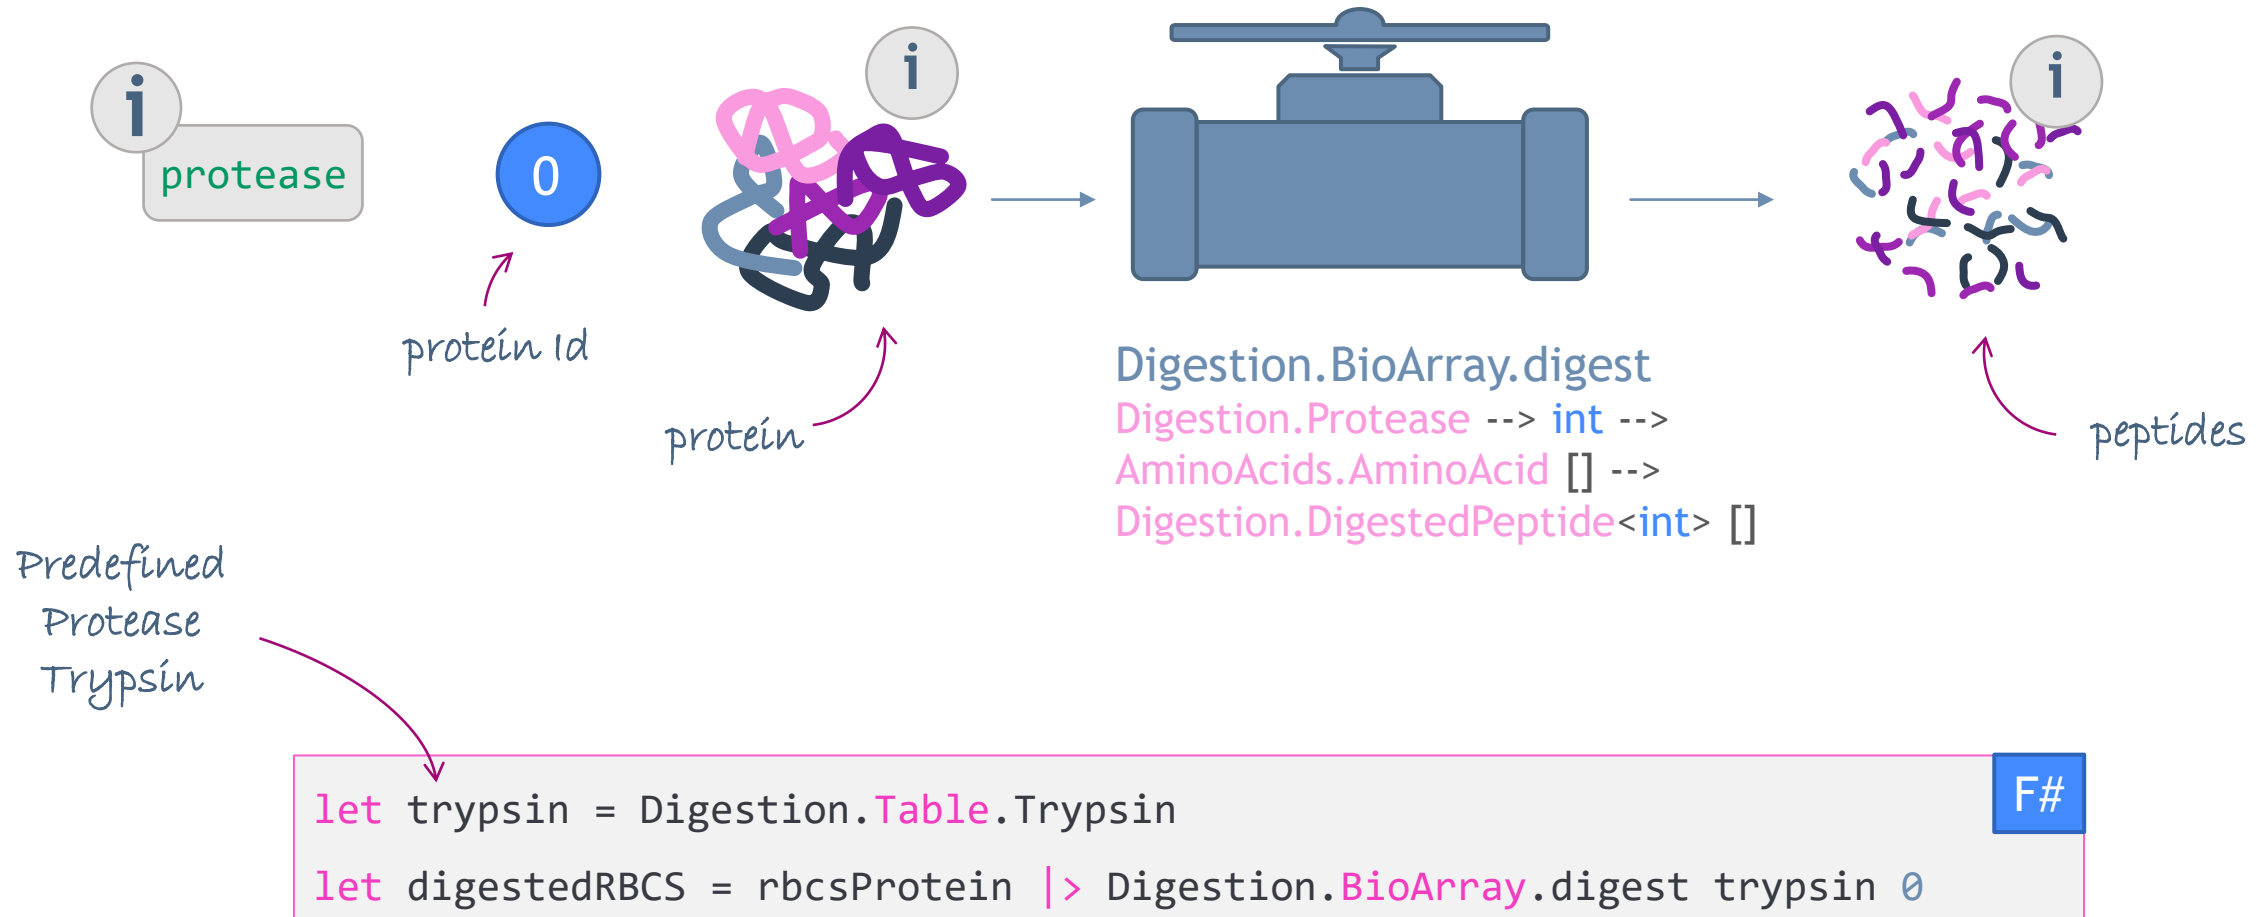 i
protease
0
i
i
protein Id
protein
Digestion.BioArray.digest
Digestion.Protease --> int -->
AminoAcids.AminoAcid [] -->
Digestion.DigestedPeptide<int> []
peptides
Predefined
Protease
Trypsin
F#
let trypsin = Digestion.Table.Trypsin
let digestedRBCS = rbcsProtein |> Digestion.BioArray.digest trypsin 0